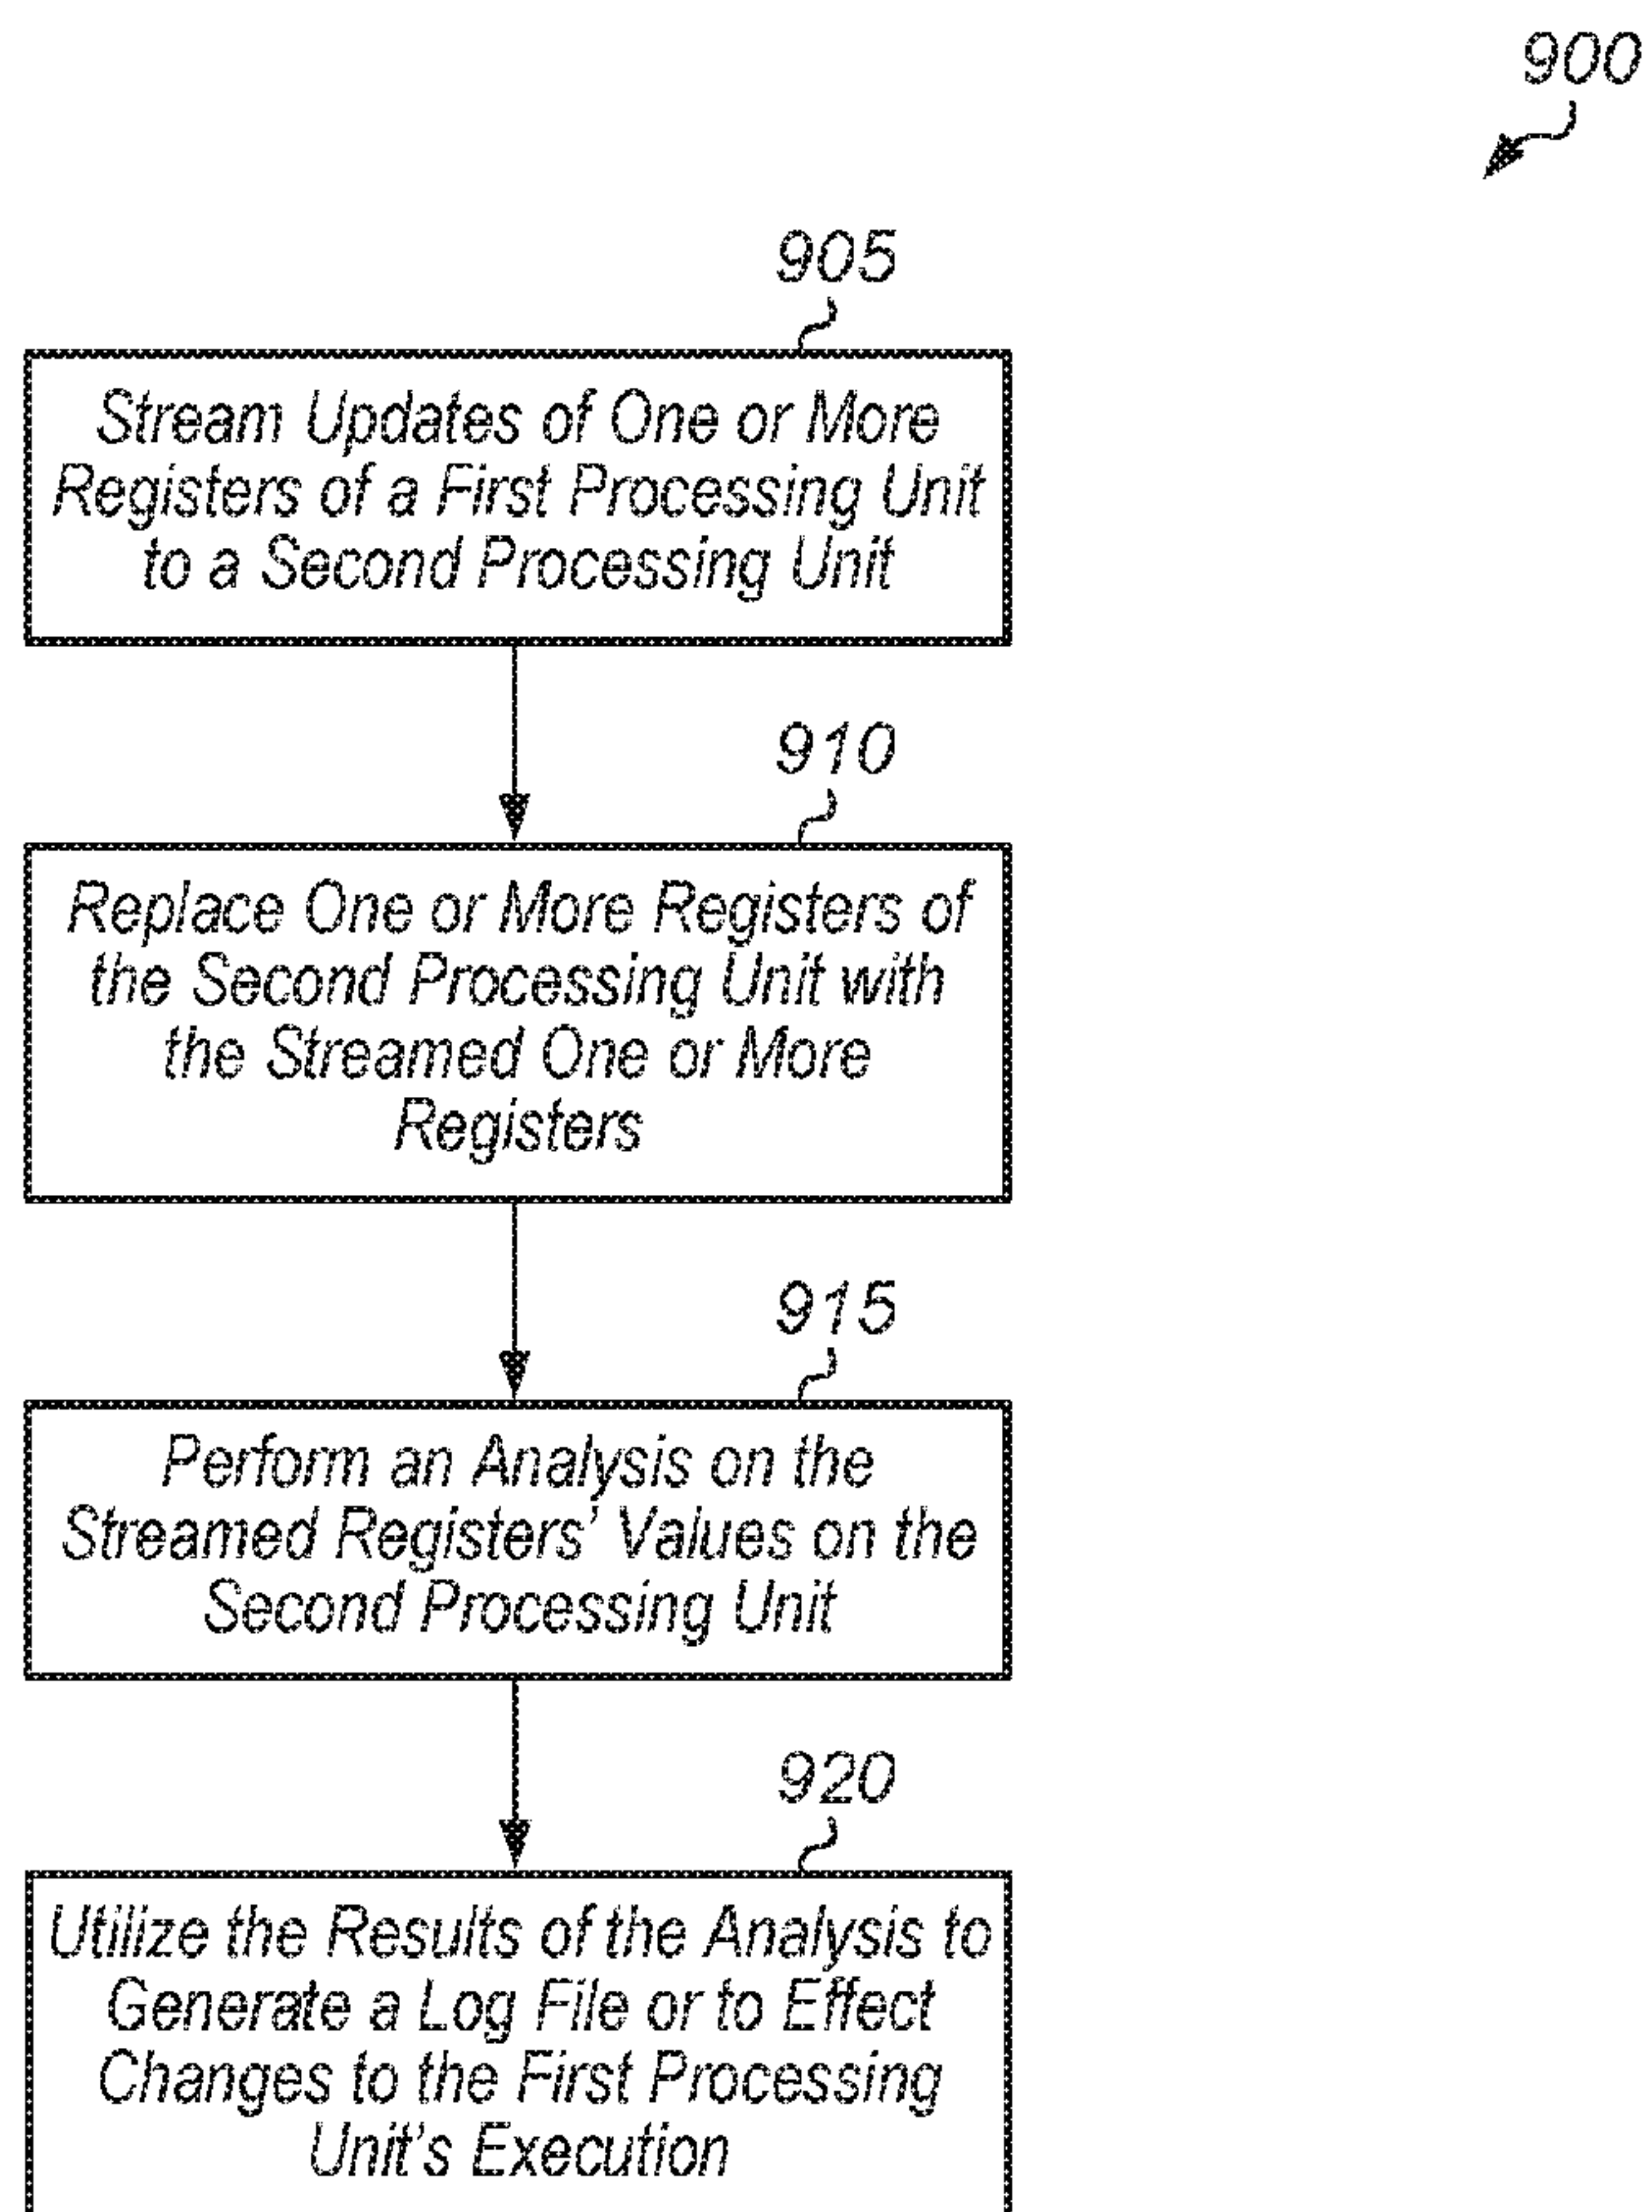 900
905
Stream Updates of One or More
Registers of a First Processing Unit
to a Second Processing Unit
910
Replace One or More Registers of
the Second Processing Unit with
the Streamed One or More
Registers
915
Perform an Analysis on the
Streamed Registers' Values on the
Second Processing Unit
920
Utilize the Results of the Analysis to
Generate a Log File or to Effect
Changes to the First Processing
Unit's Execution